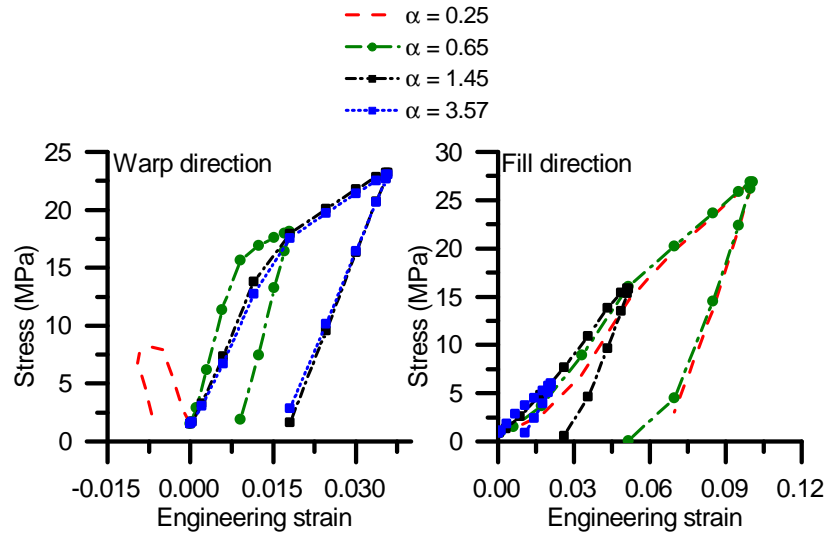 α = 0.25
α = 0.65
α = 1.45
α = 3.57
Warp direction
Fill direction
Stress (MPa)
25
20
15
10
5
0
-0.015 0.000 0.015 0.030
Engineering strain
Stress (MPa)
30
25
20
15
10
5
0
0.00 0.03 0.06 0.09 0.12
Engineering strain